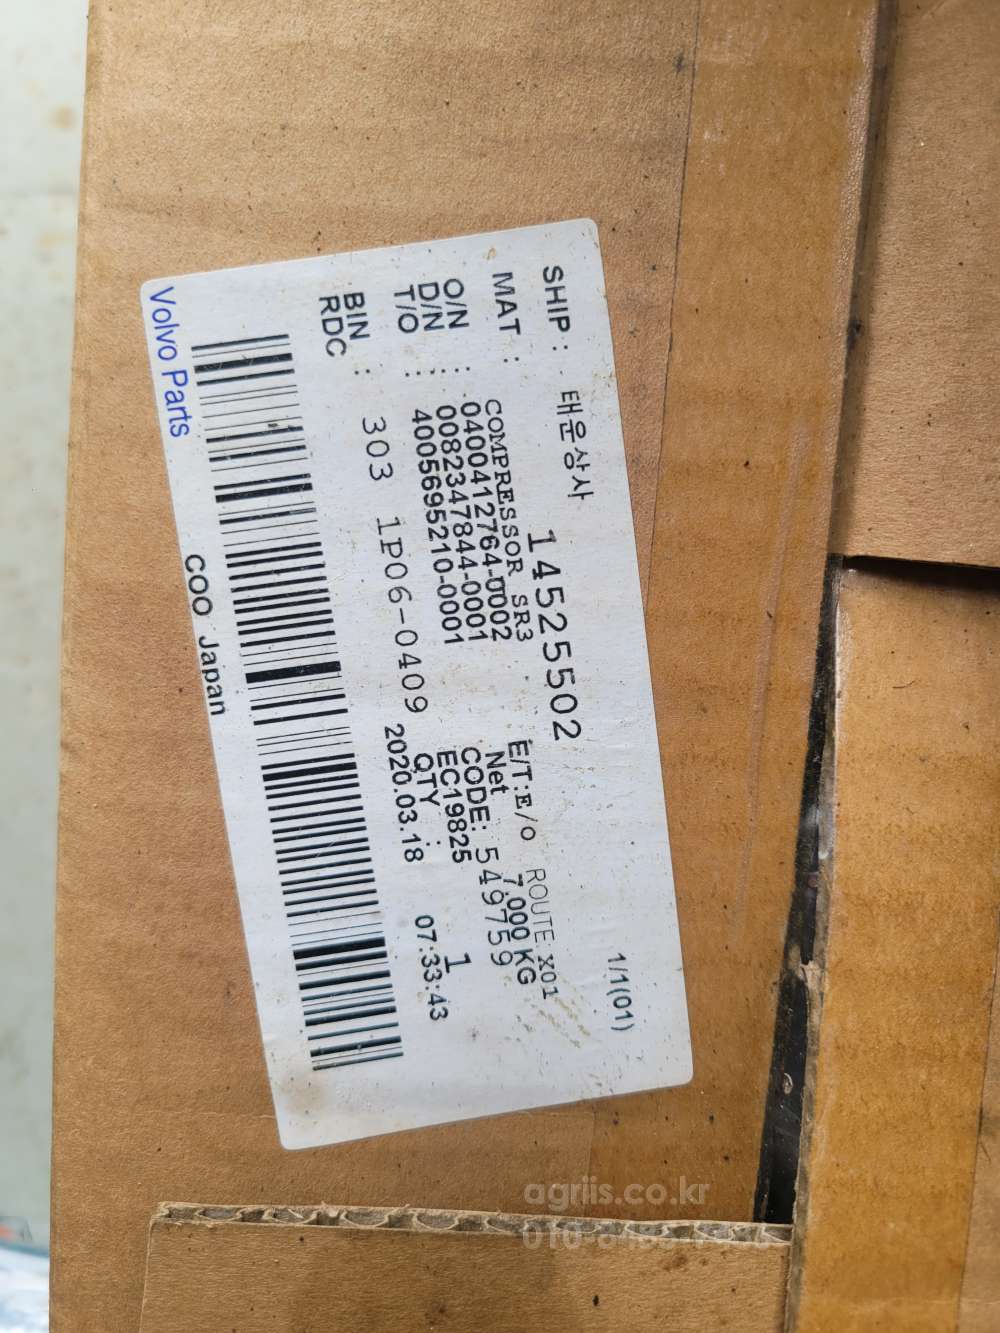 SHIP : 태운상사 1/1(01)
MAT : 14525502 ROUTE X01
COMPRESSOR SR3 E/T:E/O 7,000 KG
O/N : 0400412764-0002 Net
D/N : 0082347844-0001 CODE: 549759
T/O : 4005695210-0001 EC19825
QTY : 1
BIN : 303 1P06-0409 2020.03.18 07:33:43
RDC
Volvo Parts COO Japan
agriis.co.kr